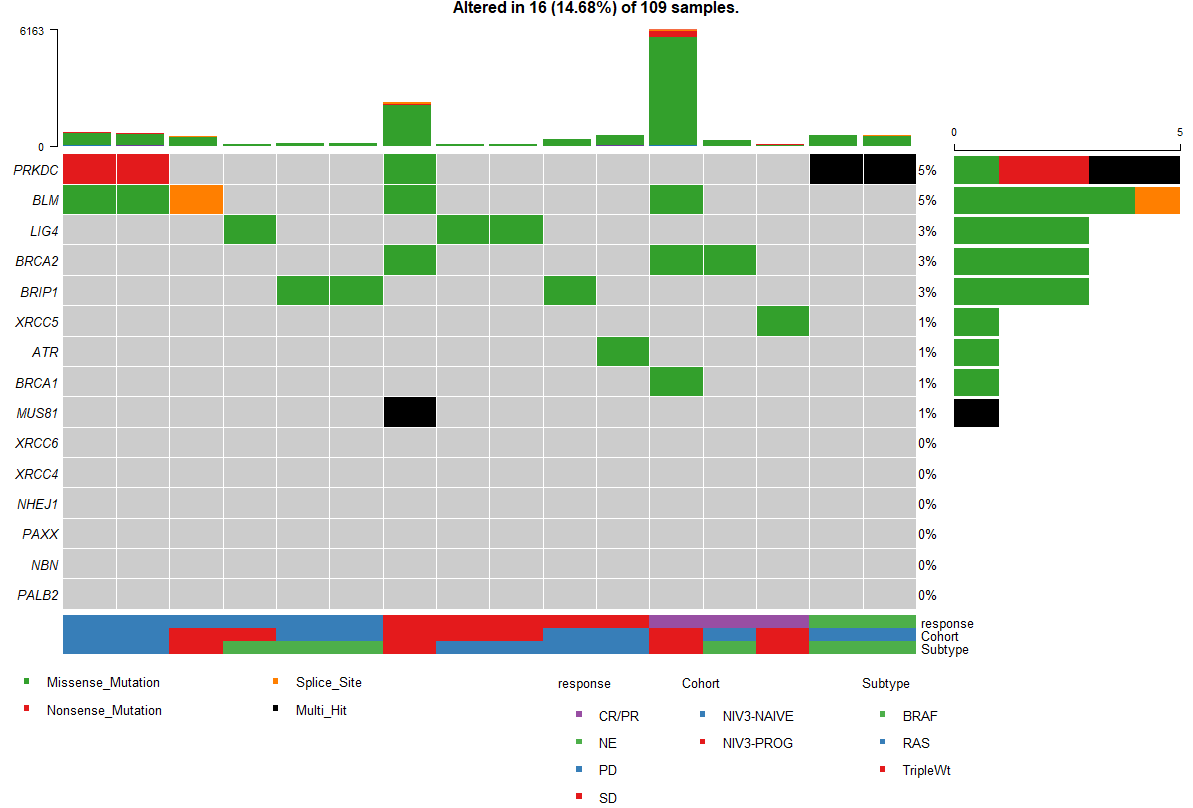 Altered in 16 (14.68%) of 109 samples.
6163
0
0 5
PRKDC 5%
BLM 5%
LIG4 3%
BRCA2 3%
BRIP1 3%
XRCC5 1%
ATR 1%
BRCA1 1%
MUS81 1%
XRCC6 0%
XRCC4 0%
NHEJ1 0%
PAXX 0%
NBN 0%
PALB2 0%
response
Cohort
Subtype
Missense_Mutation Splice_Site response Cohort Subtype
Nonsense_Mutation Multi_Hit CR/PR NIV3-NAIVE BRAF
NE NIV3-PROG RAS
PD TripleWt
SD